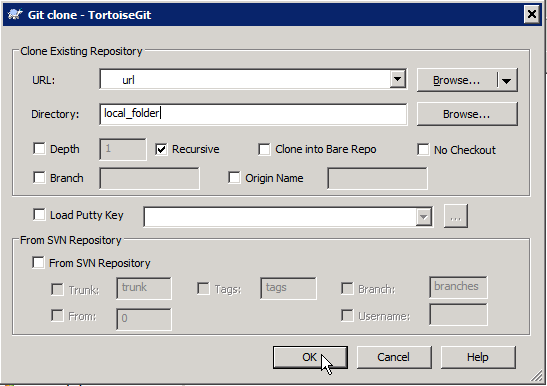 Git clone - TortoiseGit
Clone Existing Repository
URL: url Browse...
Directory: local_folder Browse...
Depth 1 Recursive Clone into Bare Repo No Checkout
Branch Origin Name
Load Putty Key ...
From SVN Repository
From SVN Repository
Trunk: trunk Tags: tags Branch: branches
From: 0 Username:
OK Cancel Help